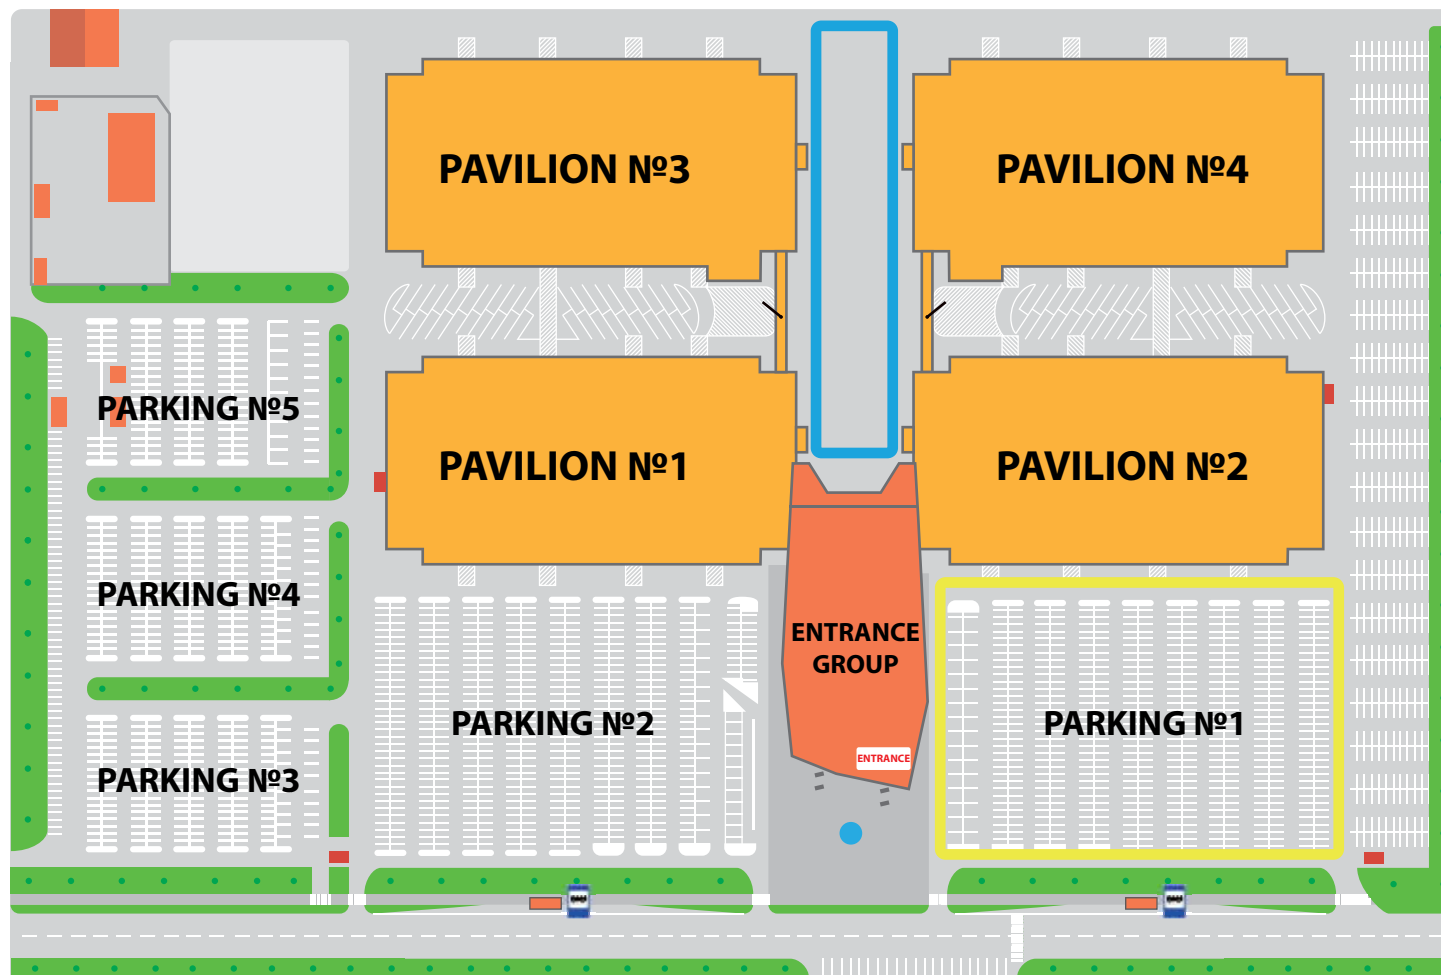 PAVILION №3
PAVILION №4
PARKING №5
PAVILION №1
PAVILION №2
PARKING №4
ENTRANCE
GROUP
PARKING №2
PARKING №1
ENTRANCE
PARKING №3